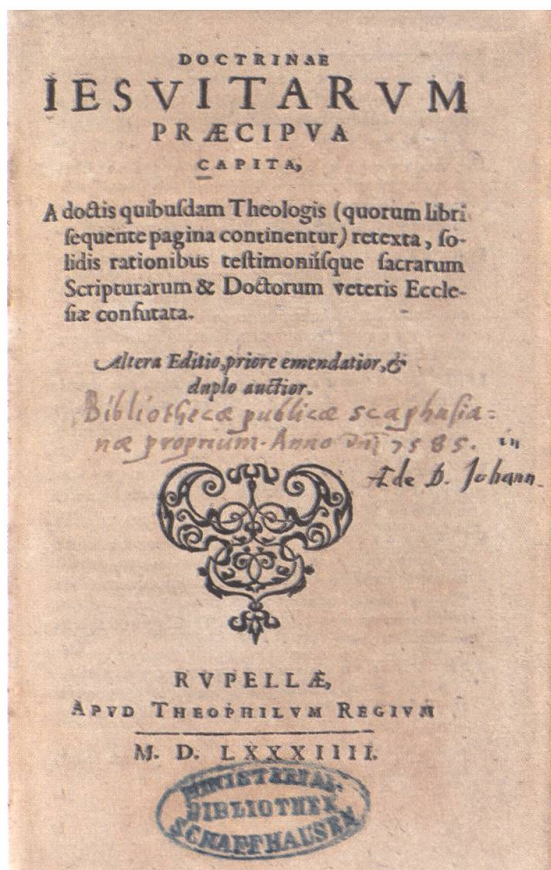 DOCTRINAE
IESVITARVM
PRÆCIPVA
CAPITA,
A doctis quibuſdam Theologis (quorum libri
ſequente pagina continentur) retexta, ſo-
lidis rationibus teſtimoniiſque ſacrarum
Scripturarum & Doctorum veteris Eccle-
ſiæ confutata.
Altera Editio, priore emendatior, &
duplo auctior.
Bibliothecæ publicæ scaphusia=
næ proprium. Anno 1585. in
Æde D. Johann.
RVPELLÆ,
APVD THEOPHILVM REGIVM
M. D. LXXXIIII.
MINISTERIAL-
BIBLIOTHEK
SCHAFFHAUSEN